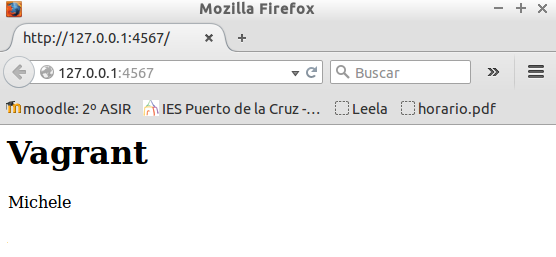 Mozilla Firefox
http://127.0.0.1:4567/
127.0.0.1:4567
Buscar
moodle: 2º ASIR IES Puerto de la Cruz -... Leela horario.pdf
Vagrant
Michele